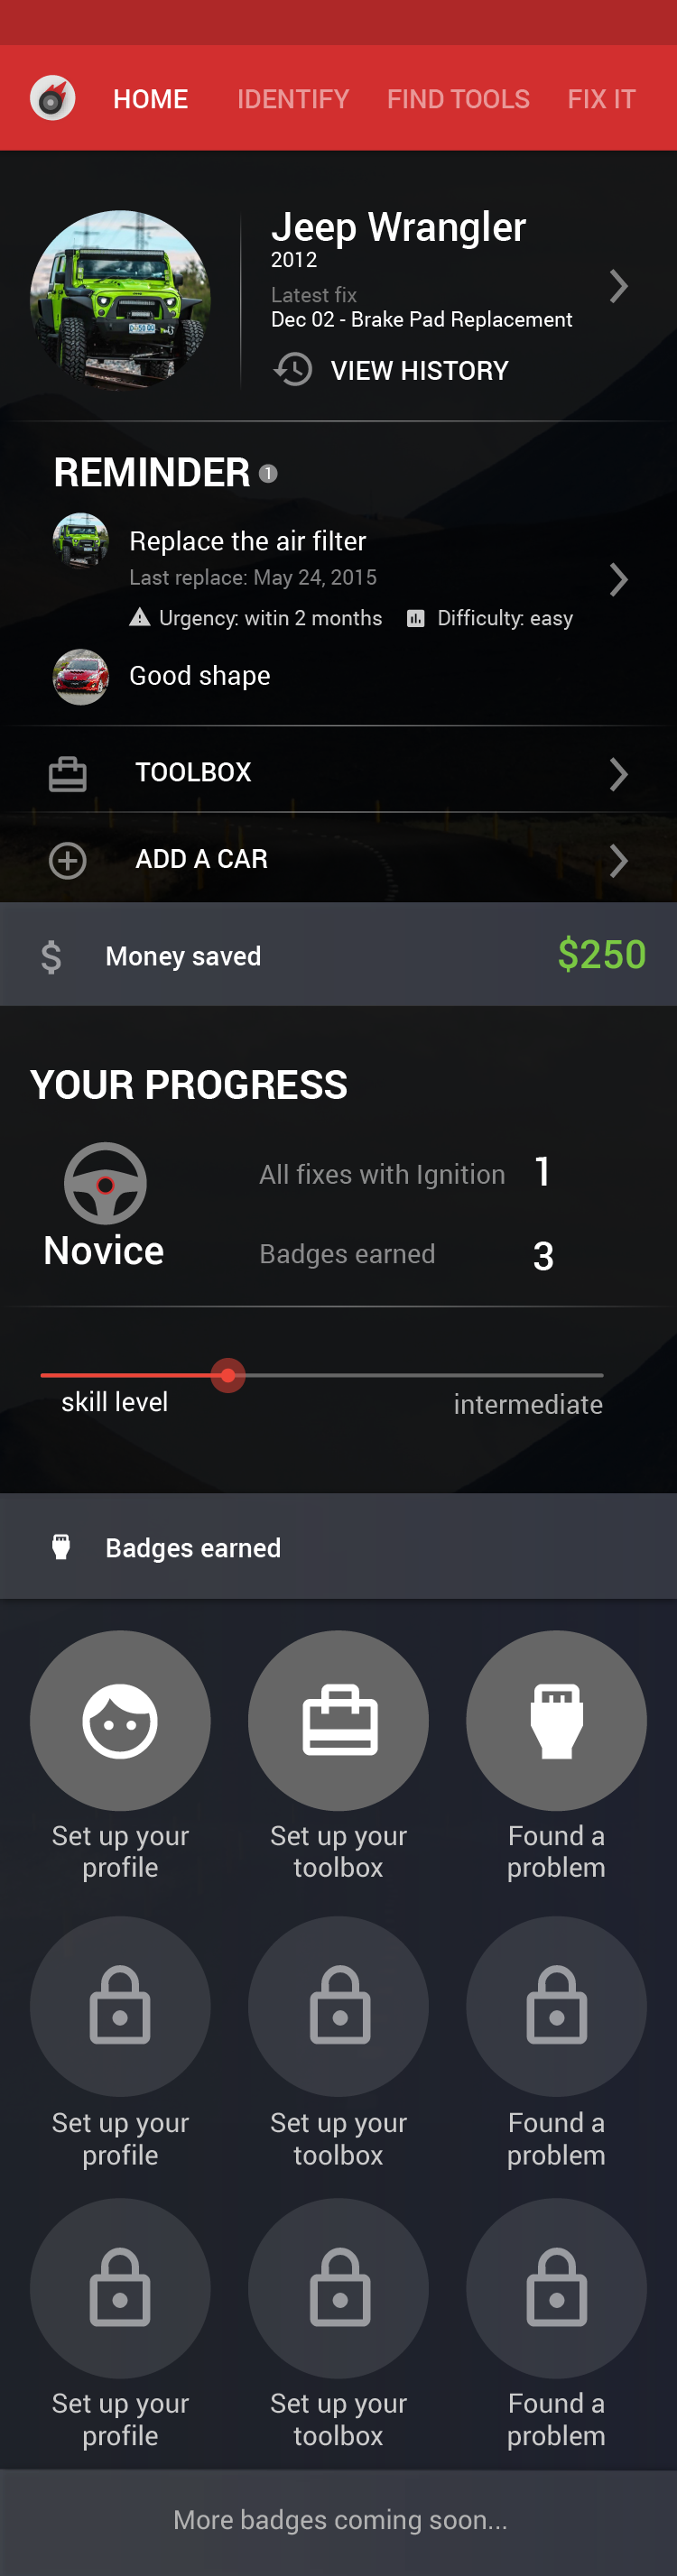 HOME IDENTIFY FIND TOOLS FIX IT
Jeep Wrangler
2012
Latest fix
Dec 02 - Brake Pad Replacement
VIEW HISTORY
REMINDER 1
Replace the air filter
Last replace: May 24, 2015
Urgency: witin 2 months Difficulty: easy
Good shape
TOOLBOX
ADD A CAR
$ Money saved $250
YOUR PROGRESS
All fixes with Ignition 1
Novice
Badges earned 3
skill level intermediate
Badges earned
Set up your
profile
Set up your
toolbox
Found a
problem
Set up your
profile
Set up your
toolbox
Found a
problem
Set up your
profile
Set up your
toolbox
Found a
problem
More badges coming soon...